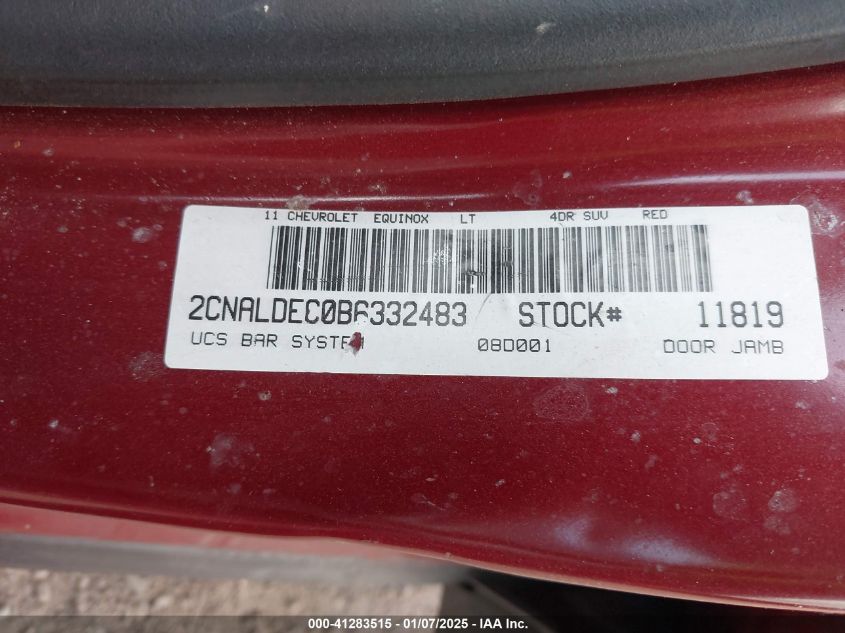 11 CHEVROLET EQUINOX LT 4DR SUV RED
2CNALDEC0B6332483 STOCK# 11819
UCS BAR SYSTEM 08D001 DOOR JAMB
000-41283515 - 01/07/2025 - IAA Inc.